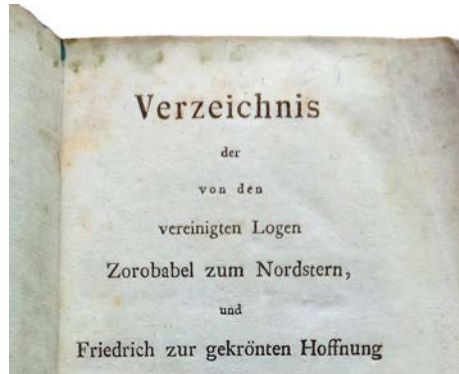 Verzeichnis
der
von den
vereinigten Logen
Zorobabel zum Nordstern,
und
Friedrich zur gekrönten Hoffnung